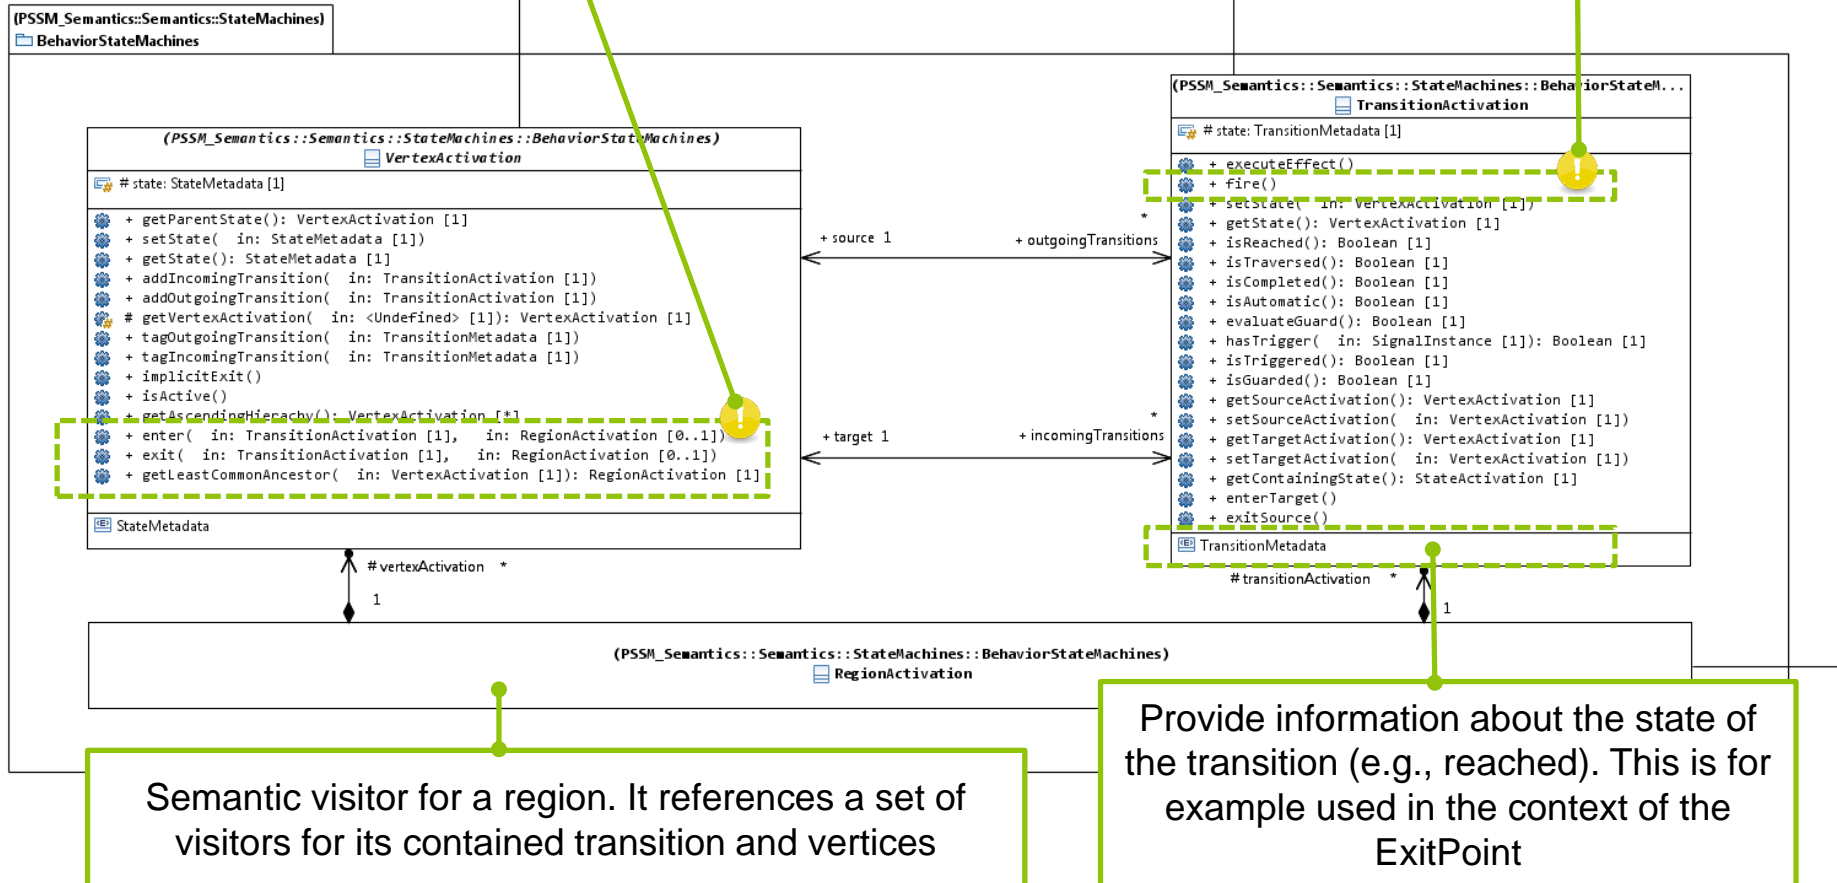 (PSSM_Semantics::Semantics::StateMachines)
BehaviorStateMachines
(PSSM_Semantics::Semantics::StateMachines::BehaviorStateMachines)
VertexActivation
# state: StateMetadata [1]
+ getParentState(): VertexActivation [1]
+ setState( in: StateMetadata [1])
+ getState(): StateMetadata [1]
+ addIncomingTransition( in: TransitionActivation [1])
+ addOutgoingTransition( in: TransitionActivation [1])
# getVertexActivation( in: <Undefined> [1]): VertexActivation [1]
+ tagOutgoingTransition( in: TransitionMetadata [1])
+ tagIncomingTransition( in: TransitionMetadata [1])
+ implicitExit()
+ isActive()
+ getAscendingHierachy(): VertexActivation [*]
+ enter( in: TransitionActivation [1], in: RegionActivation [0..1])
+ exit( in: TransitionActivation [1], in: RegionActivation [0..1])
+ getLeastCommonAncestor( in: VertexActivation [1]): RegionActivation [1]
StateMetadata
+ source 1
*
+ outgoingTransitions
+ target 1
*
+ incomingTransitions
(PSSM_Semantics::Semantics::StateMachines::BehaviorStateM...
TransitionActivation
# state: TransitionMetadata [1]
+ executeEffect()
+ fire()
+ setState( in: VertexActivation [1])
+ getState(): VertexActivation [1]
+ isReached(): Boolean [1]
+ isTraversed(): Boolean [1]
+ isCompleted(): Boolean [1]
+ isAutomatic(): Boolean [1]
+ evaluateGuard(): Boolean [1]
+ hasTrigger( in: SignalInstance [1]): Boolean [1]
+ isTriggered(): Boolean [1]
+ isGuarded(): Boolean [1]
+ getSourceActivation(): VertexActivation [1]
+ setSourceActivation( in: VertexActivation [1])
+ getTargetActivation(): VertexActivation [1]
+ setTargetActivation( in: VertexActivation [1])
+ getContainingState(): StateActivation [1]
+ enterTarget()
+ exitSource()
TransitionMetadata
# vertexActivation *
1
# transitionActivation *
1
(PSSM_Semantics::Semantics::StateMachines::BehaviorStateMachines)
RegionActivation
Semantic visitor for a region. It references a set of
visitors for its contained transition and vertices
Provide information about the state of
the transition (e.g., reached). This is for
example used in the context of the
ExitPoint